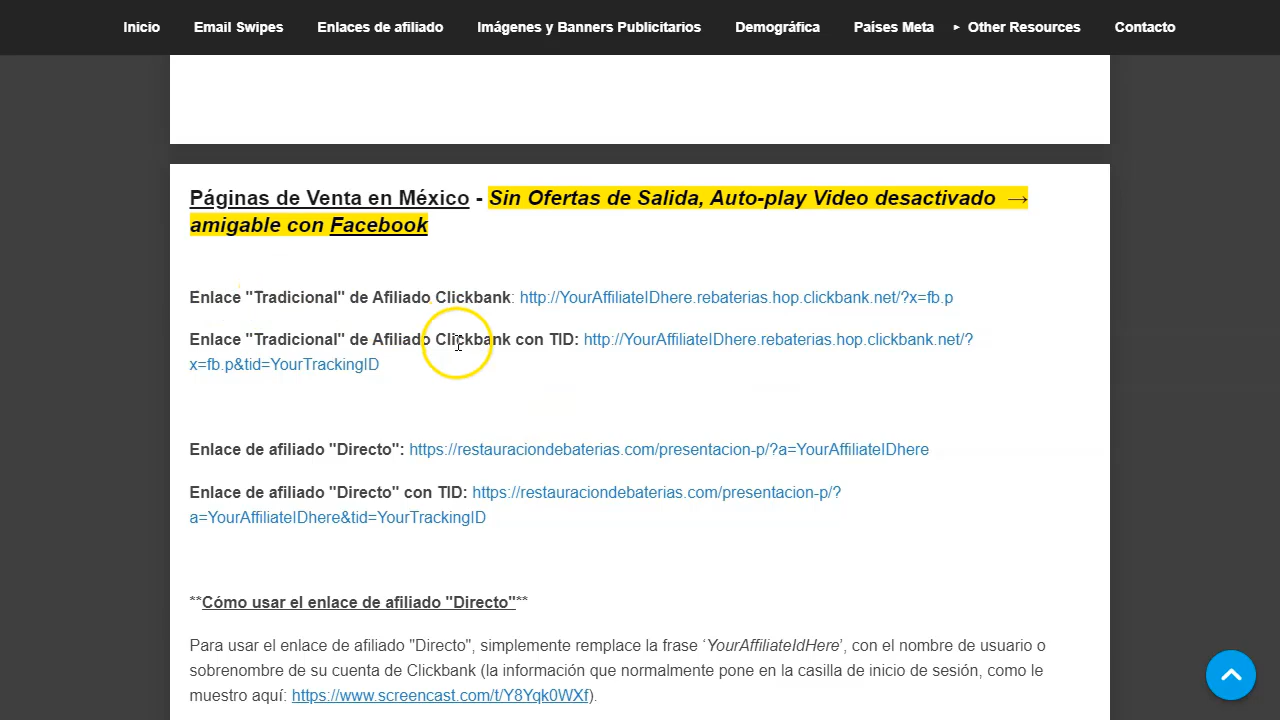 Inicio Email Swipes Enlaces de afiliado Imágenes y Banners Publicitarios Demográfica Países Meta ▸ Other Resources Contacto
Páginas de Venta en México - Sin Ofertas de Salida, Auto-play Video desactivado →
amigable con Facebook
Enlace "Tradicional" de Afiliado Clickbank: http://YourAffiliateIDhere.rebaterias.hop.clickbank.net/?x=fb.p
Enlace "Tradicional" de Afiliado Clickbank con TID: http://YourAffiliateIDhere.rebaterias.hop.clickbank.net/?
x=fb.p&tid=YourTrackingID
Enlace de afiliado "Directo": https://restauraciondebaterias.com/presentacion-p/?a=YourAffiliateIDhere
Enlace de afiliado "Directo" con TID: https://restauraciondebaterias.com/presentacion-p/?
a=YourAffiliateIDhere&tid=YourTrackingID
**Cómo usar el enlace de afiliado "Directo"**
Para usar el enlace de afiliado "Directo", simplemente remplace la frase ‘YourAffiliateIdHere’, con el nombre de usuario o
sobrenombre de su cuenta de Clickbank (la información que normalmente pone en la casilla de inicio de sesión, como le
muestro aquí: https://www.screencast.com/t/Y8Yqk0WXf).